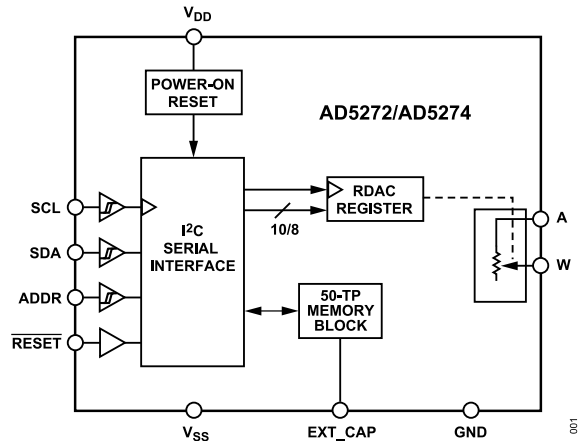 VDD
POWER-ON
RESET
AD5272/AD5274
SCL
SDA
ADDR
RESET
I2C
SERIAL
INTERFACE
10/8
RDAC
REGISTER
A
W
50-TP
MEMORY
BLOCK
VSS
EXT_CAP
GND
001